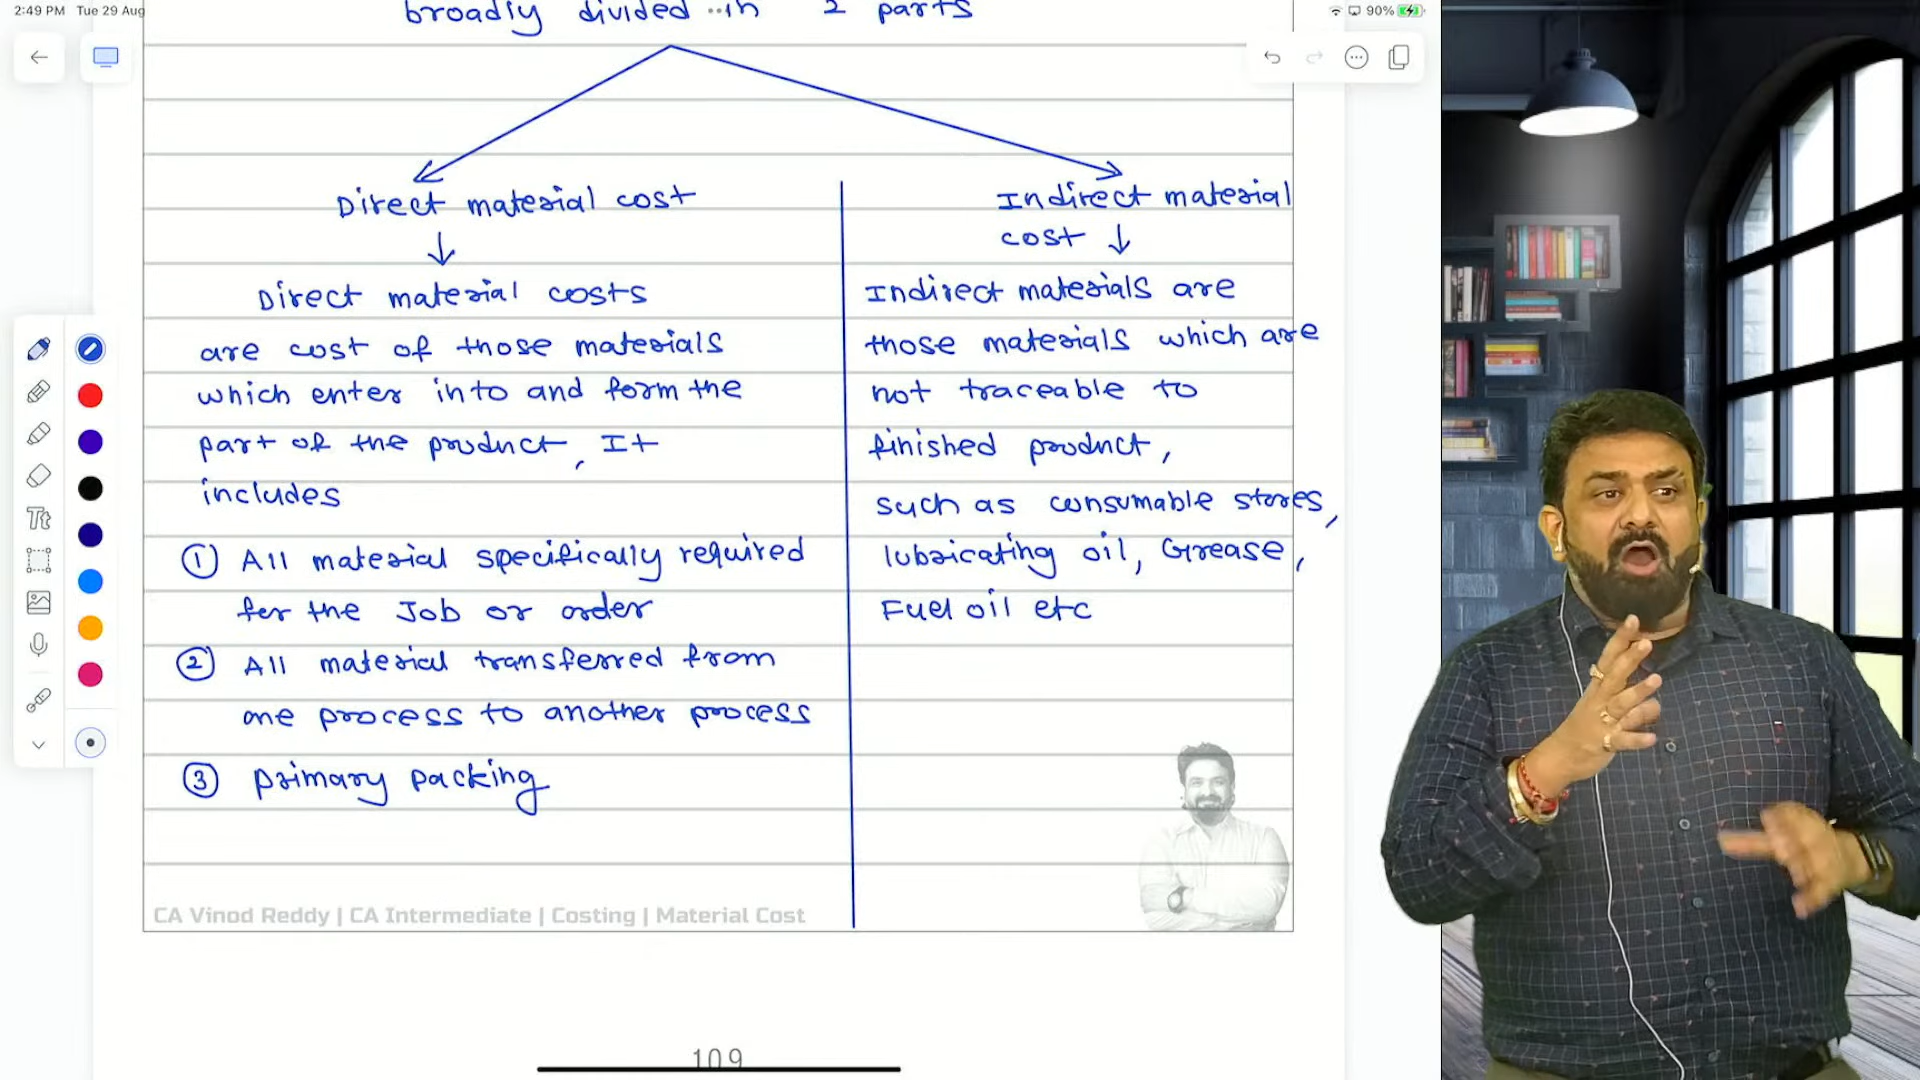 2:49 PM Tue 29 Aug
90%
broadly divided in 2 parts
Direct material cost
Direct material costs
are cost of those materials
which enter into and form the
part of the product, It
includes
① All material specifically required
for the Job or order
② All material transferred from
one process to another process
③ primary packing
Indirect material
cost
Indirect materials are
those materials which are
not traceable to
finished product,
such as consumable stores,
lubricating oil, Grease,
Fuel oil etc
Tt
CA Vinod Reddy | CA Intermediate | Costing | Material Cost
109